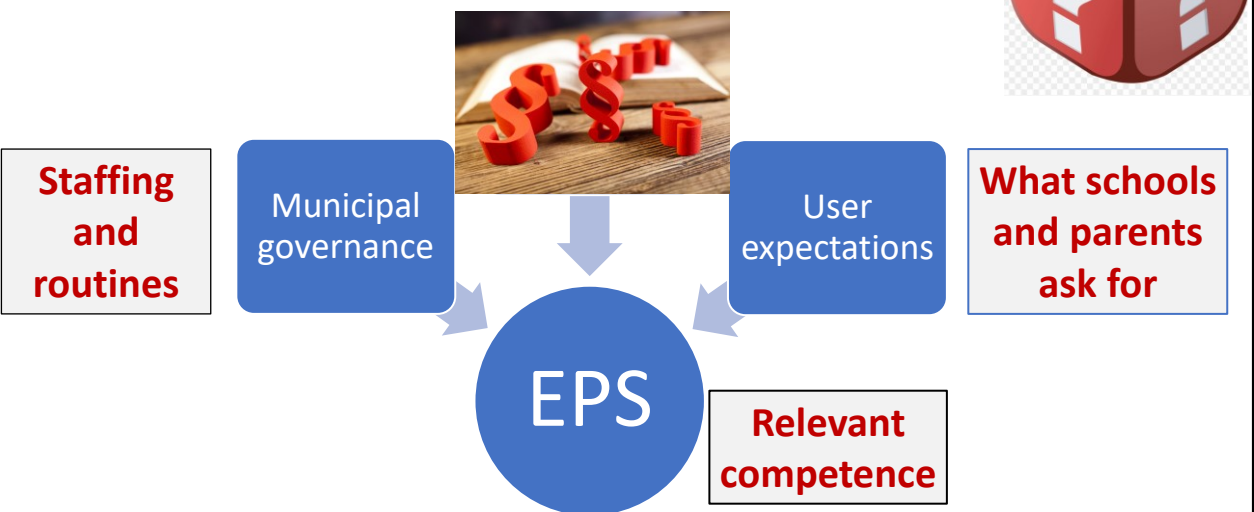 Staffing
and
routines
Municipal
governance
User
expectations
What schools
and parents
ask for
EPS
Relevant
competence